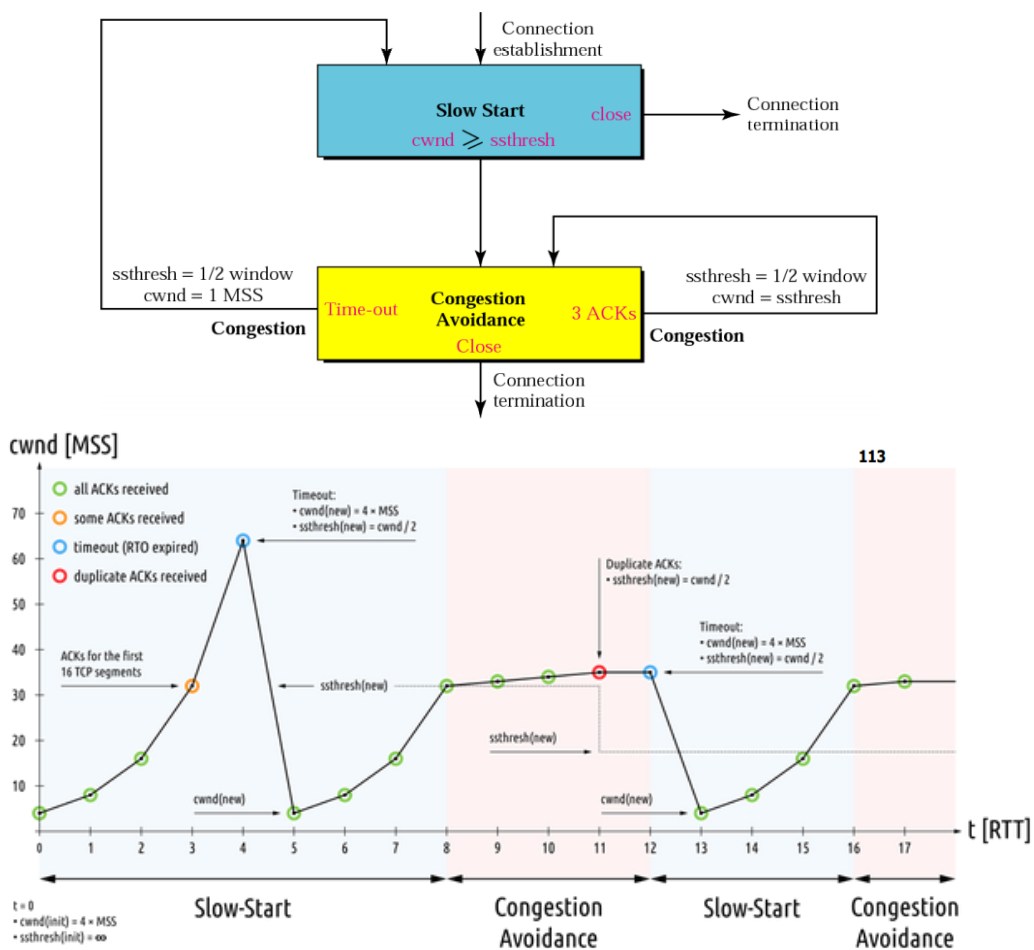 Connection
establishment
Slow Start
close
cwnd ⩾ ssthresh
Connection
termination
ssthresh = 1/2 window
cwnd = 1 MSS
Congestion
Time-out
Congestion
Avoidance
3 ACKs
Close
ssthresh = 1/2 window
cwnd = ssthresh
Congestion
Connection
termination
113
cwnd [MSS]
all ACKs received
some ACKs received
timeout (RTO expired)
duplicate ACKs received
Timeout:
• cwnd(new) = 4 × MSS
• ssthresh(new) = cwnd / 2
Duplicate ACKs:
• ssthresh(new) = cwnd / 2
Timeout:
• cwnd(new) = 4 × MSS
• ssthresh(new) = cwnd / 2
ACKs for the first
16 TCP segments
ssthresh(new)
ssthresh(new)
cwnd(new)
cwnd(new)
70
60
50
40
30
20
10
0 1 2 3 4 5 6 7 8 9 10 11 12 13 14 15 16 17
t [RTT]
Slow-Start
Congestion
Avoidance
Slow-Start
Congestion
Avoidance
t = 0
• cwnd(init) = 4 × MSS
• ssthresh(init) = ∞